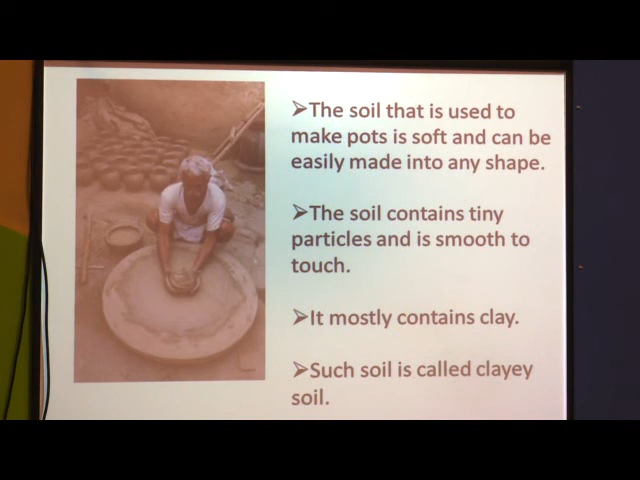 ➢The soil that is used to
make pots is soft and can be
easily made into any shape.
➢The soil contains tiny
particles and is smooth to
touch.
➢It mostly contains clay.
➢Such soil is called clayey
soil.